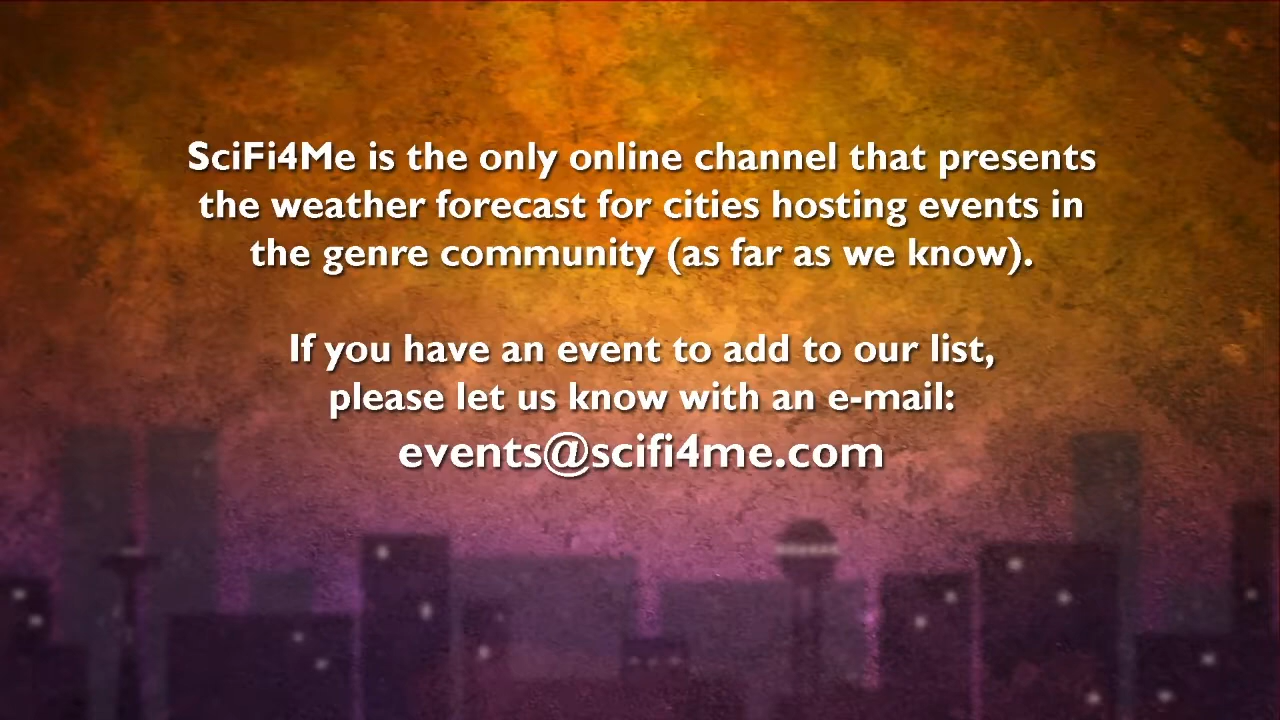 SciFi4Me is the only online channel that presents
the weather forecast for cities hosting events in
the genre community (as far as we know).
If you have an event to add to our list,
please let us know with an e-mail:
events@scifi4me.com